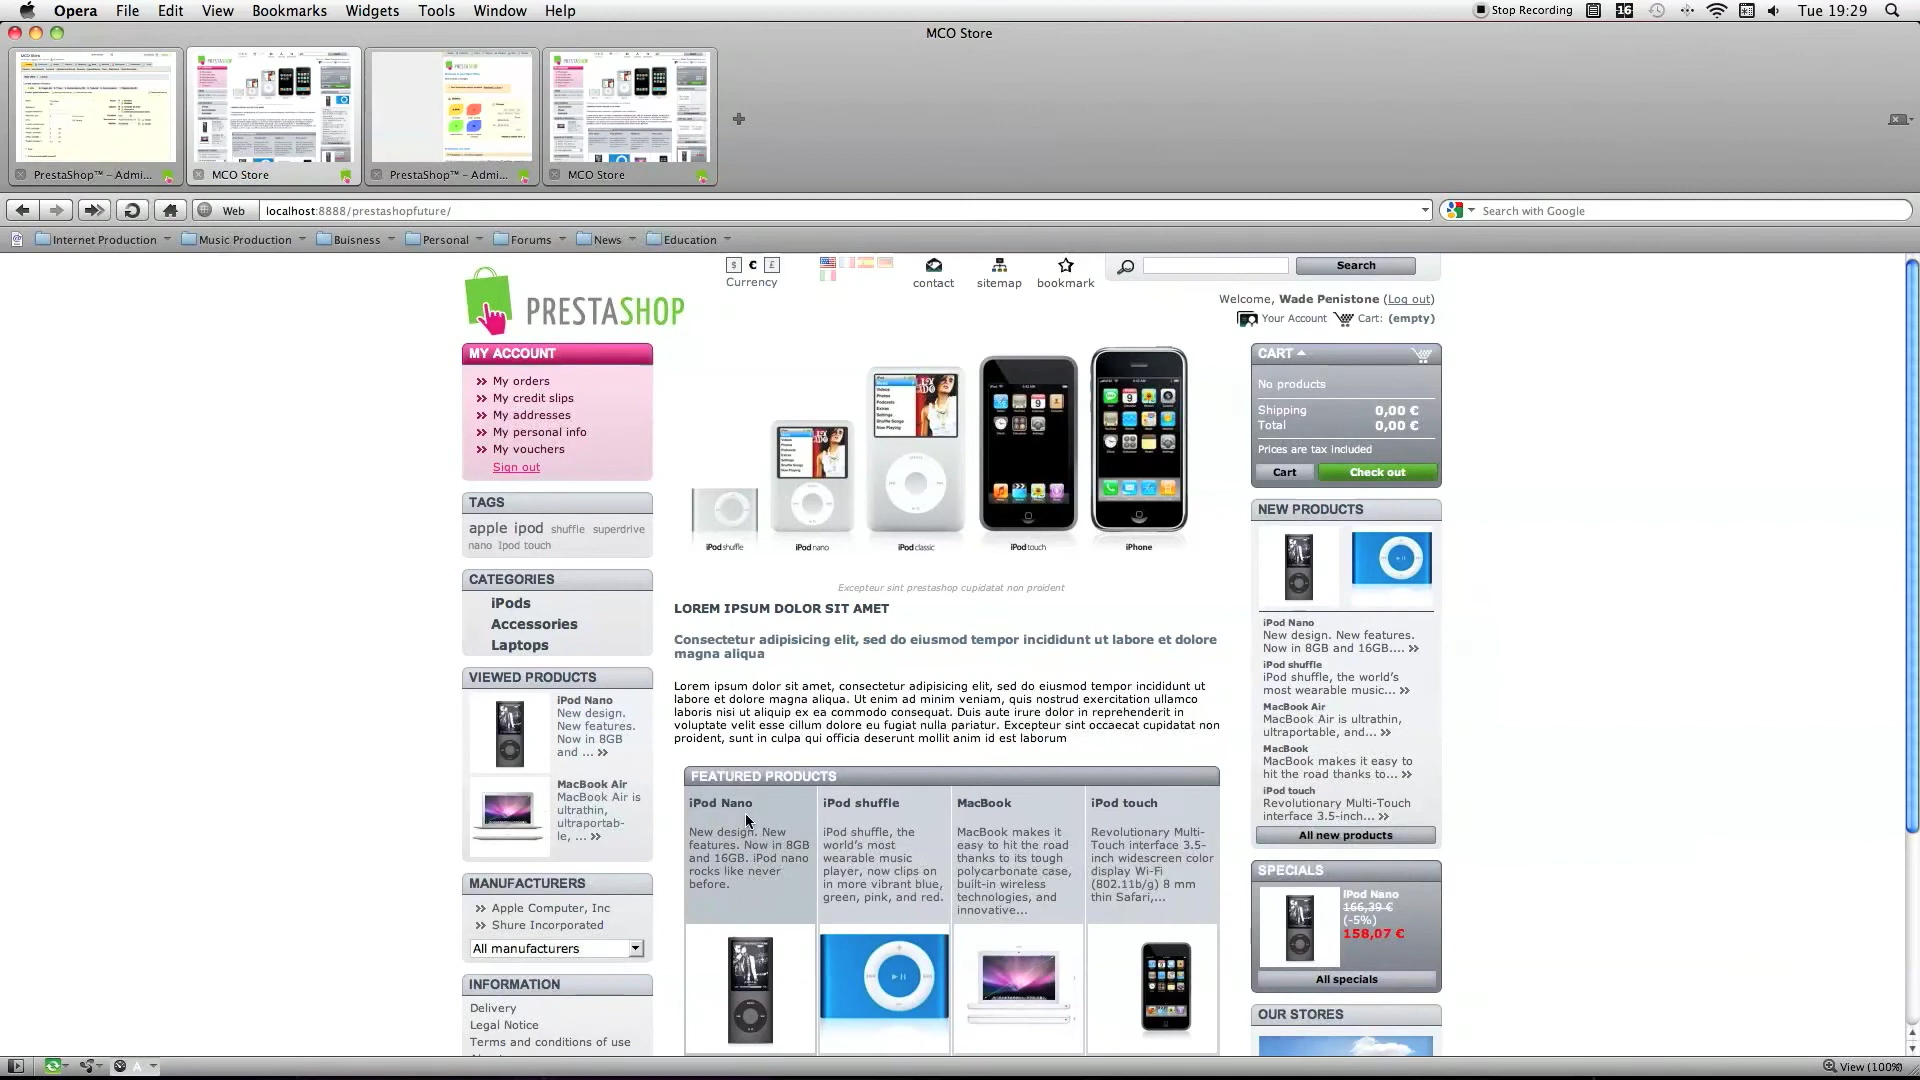 Opera File Edit View Bookmarks Widgets Tools Window Help
Stop Recording 16 Tue 19:29
MCO Store
PrestaShop™ – Admi...
MCO Store
PrestaShop™ – Admi...
MCO Store
Web localhost:8888/prestashopfuture/ Search with Google
Internet Production Music Production Buisness Personal Forums News Education
PRESTASHOP
$ € £
Currency
contact
sitemap
bookmark
Search
Welcome, Wade Penistone (Log out)
Your Account Cart: (empty)
MY ACCOUNT
My orders
My credit slips
My addresses
My personal info
My vouchers
Sign out
TAGS
apple ipod shuffle superdrive
nano Ipod touch
CATEGORIES
iPods
Accessories
Laptops
VIEWED PRODUCTS
iPod Nano
New design.
New features.
Now in 8GB
and ...
MacBook Air
MacBook Air is
ultrathin,
ultraportab-
le, ...
MANUFACTURERS
Apple Computer, Inc
Shure Incorporated
All manufacturers
INFORMATION
Delivery
Legal Notice
Terms and conditions of use
iPod shuffle
iPod nano
iPod classic
iPod touch
iPhone
Excepteur sint prestashop cupidatat non proident
LOREM IPSUM DOLOR SIT AMET
Consectetur adipisicing elit, sed do eiusmod tempor incididunt ut labore et dolore
magna aliqua
Lorem ipsum dolor sit amet, consectetur adipisicing elit, sed do eiusmod tempor incididunt ut
labore et dolore magna aliqua. Ut enim ad minim veniam, quis nostrud exercitation ullamco
laboris nisi ut aliquip ex ea commodo consequat. Duis aute irure dolor in reprehenderit in
voluptate velit esse cillum dolore eu fugiat nulla pariatur. Excepteur sint occaecat cupidatat non
proident, sunt in culpa qui officia deserunt mollit anim id est laborum
FEATURED PRODUCTS
iPod Nano
New design. New
features. Now in 8GB
and 16GB. iPod nano
rocks like never
before.
iPod shuffle
iPod shuffle, the
world's most
wearable music
player, now clips on
in more vibrant blue,
green, pink, and red.
MacBook
MacBook makes it
easy to hit the road
thanks to its tough
polycarbonate case,
built-in wireless
technologies, and
innovative...
iPod touch
Revolutionary Multi-
Touch interface 3.5-
inch widescreen color
display Wi-Fi
(802.11b/g) 8 mm
thin Safari,...
CART
No products
Shipping 0,00 €
Total 0,00 €
Prices are tax included
Cart Check out
NEW PRODUCTS
iPod Nano
New design. New features.
Now in 8GB and 16GB....
iPod shuffle
iPod shuffle, the world's
most wearable music...
MacBook Air
MacBook Air is ultrathin,
ultraportable, and...
MacBook
MacBook makes it easy to
hit the road thanks to...
iPod touch
Revolutionary Multi-Touch
interface 3.5-inch...
All new products
SPECIALS
iPod Nano
166,39 €
(-5%)
158,07 €
All specials
OUR STORES
View (100%)